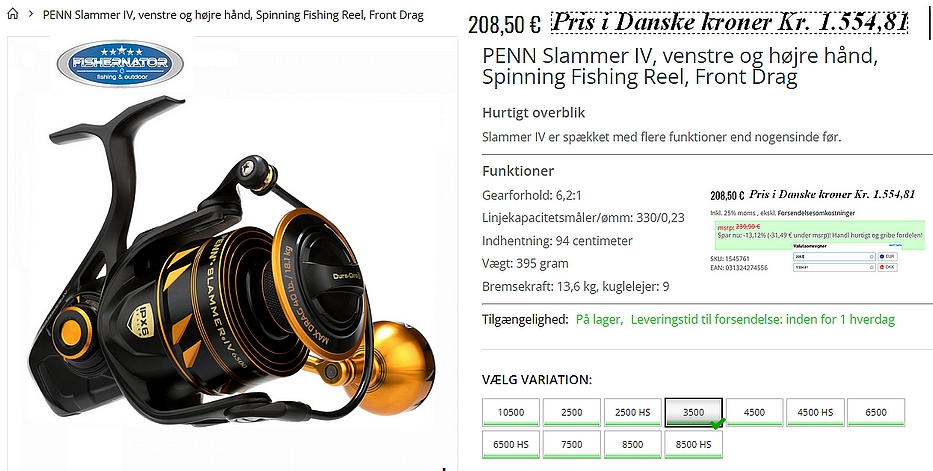 PENN Slammer IV, venstre og højre hånd, Spinning Fishing Reel, Front Drag
FISHERNATOR
fishing & outdoor
PENN • SLAMMER • IV 6500
IPX6
SEALED
Dura-Drag
MAX DRAG 40 lb. / 18.1 kg
208,50 € Pris i Danske kroner Kr. 1.554,81
PENN Slammer IV, venstre og højre hånd,
Spinning Fishing Reel, Front Drag
Hurtigt overblik
Slammer IV er spækket med flere funktioner end nogensinde før.
Funktioner
Gearforhold: 6,2:1
Linjekapacitetsmåler/ømm: 330/0,23
Indhentning: 94 centimeter
Vægt: 395 gram
Bremsekraft: 13,6 kg, kuglelejer: 9
208,50 € Pris i Danske kroner Kr. 1.554,81
Inkl. 25% moms , ekskl. Forsendelsesomkostninger
msrp: 239,99 €
Spar nu: -13,12% (-31,49 € under msrp)! Handl hurtigt og gribe fordelen!
Valutaomregner
208.5 EUR
1554.81 DKK
SKU: 1545761
EAN: 031324274556
Tilgængelighed: På lager, Leveringstid til forsendelse: inden for 1 hverdag
VÆLG VARIATION:
10500 2500 2500 HS 3500 4500 4500 HS 6500
6500 HS 7500 8500 8500 HS